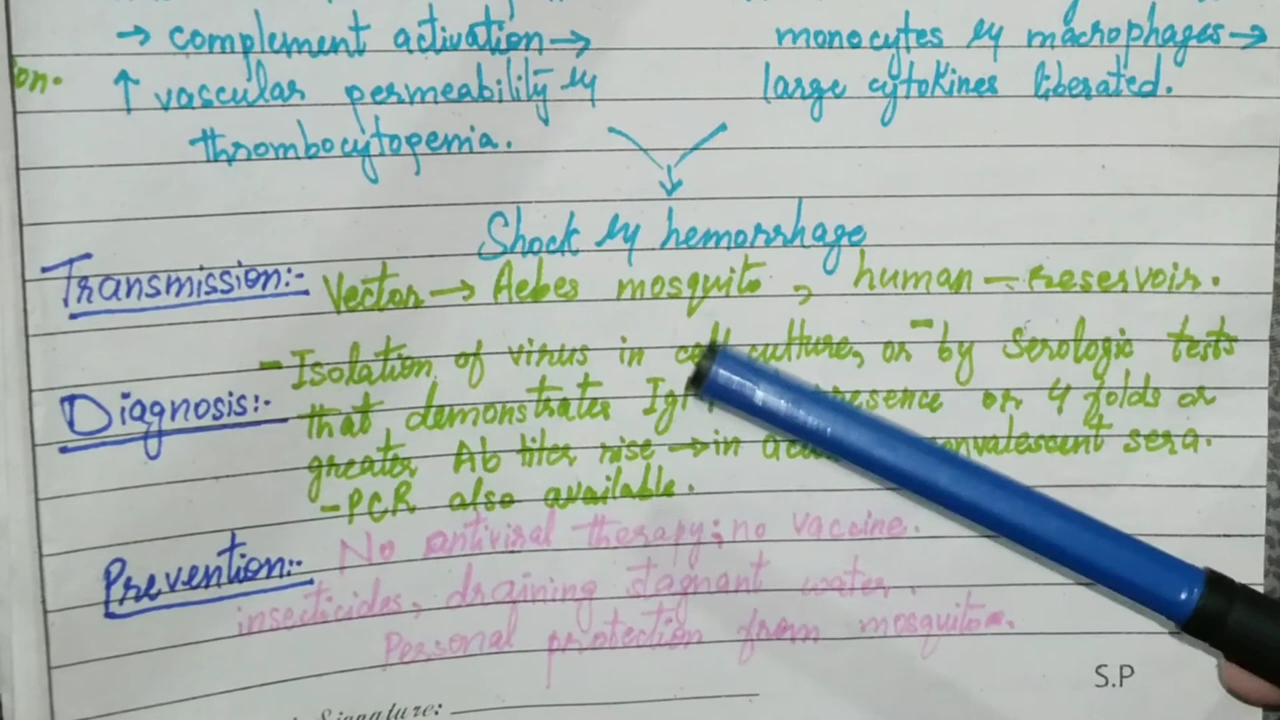 → complement activation→
monocytes & macrophages→
on.
↑ vascular permeability &
large cytokines liberated.
thrombocytopenia.
Shock & hemorrhage
Transmission:- Vector→ Aebes mosquito, human – reservoir.
- Isolation of virus in cell culture, or - by Serologic tests
Diagnosis:- that demonstrates presence or 4 folds or
greater Ab titer rise →in convalescent sera.
- PCR also available.
No antiviral therapy; no vaccine.
Prevention:-
insecticides, draining stagnant water.
Personal protection from mosquito.
S.P
Signature: